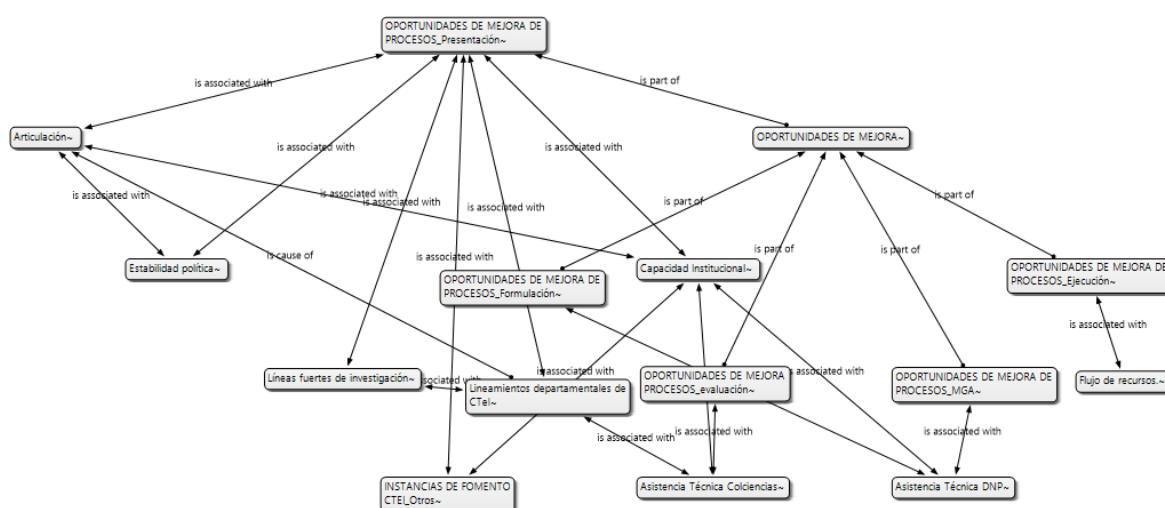 OPORTUNIDADES DE MEJORA DE
PROCESOS_Presentación~
is associated with
is part of
Articulación~
OPORTUNIDADES DE MEJORA~
is associated with
is associated with
is associated with
is associated with
is associated with
is associated with
is part of
is part of
is part of
is part of
is cause of
is associated with
Estabilidad política~
Capacidad Institucional~
OPORTUNIDADES DE MEJORA DE
PROCESOS_Formulación~
OPORTUNIDADES DE MEJORA DE
PROCESOS_Ejecución~
is associated with
is associated with
is associated with
Líneas fuertes de investigación~
associated with
Lineamientos departamentales de
CTeI~
OPORTUNIDADES DE MEJORA
PROCESOS_evaluación~
OPORTUNIDADES DE MEJORA DE
PROCESOS_MGA~
Flujo de recursos.~
is associated with
is associated with
is associated with
INSTANCIAS DE FOMENTO
CTEI_Otros~
Asistencia Técnica Colciencias~
Asistencia Técnica DNP~